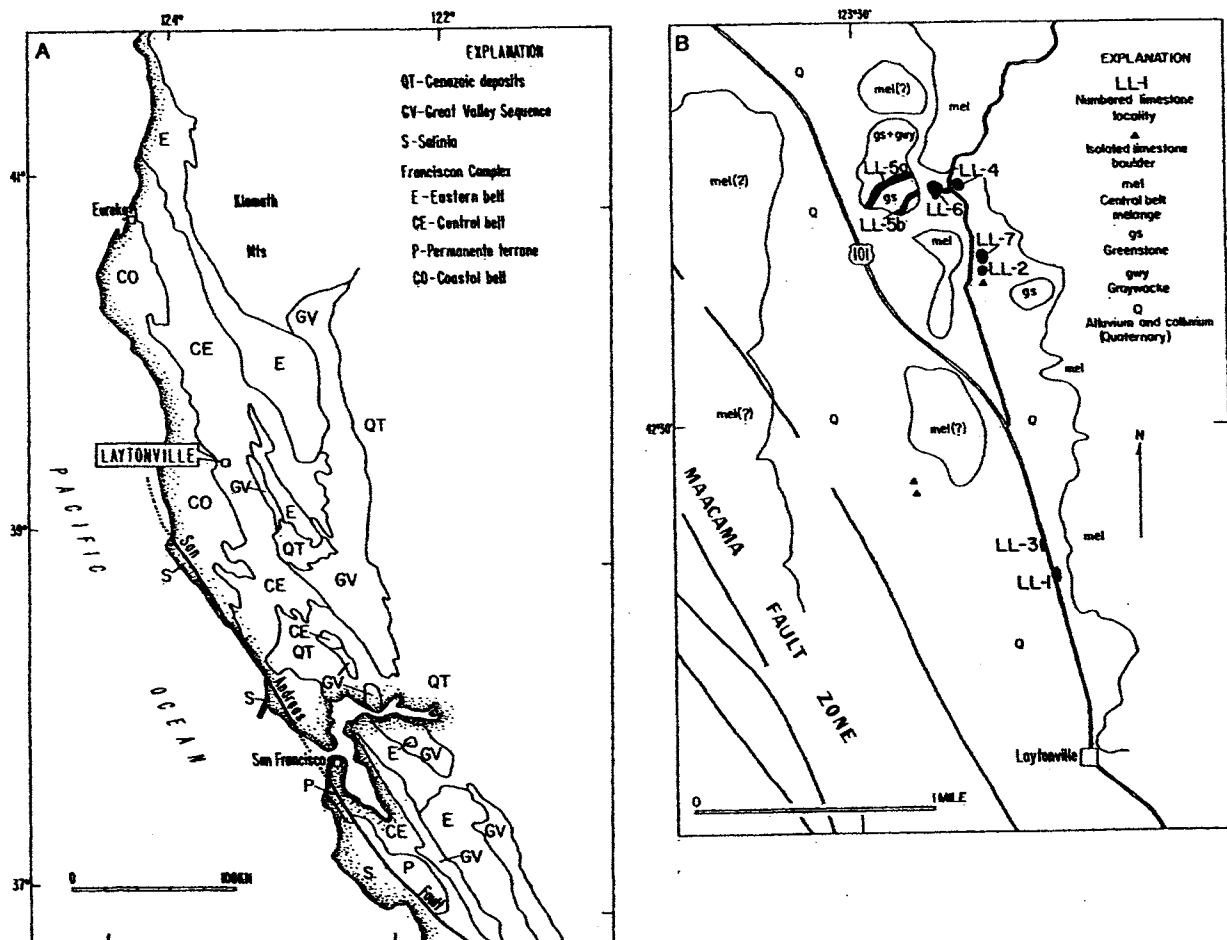 124°
122°
A
EXPLANATION
QT-Cenozoic deposits
GV-Great Valley Sequence
S-Salinia
Franciscan Complex
E-Eastern belt
CE-Central belt
P-Permanente terrane
CO-Coastal belt
E
41°
Eureka
Klamath
Mts
CO
GV
CE
E
QT
LAYTONVILLE
GV
CO
E
39°
QT
PACIFIC
San
S
GV
CE
CE
QT
GV
QT
Andreas
S
OCEAN
E
GV
San Francisco
P
E
CE
GV
GV
P
S
Fault
37°
0
100KM
123°30'
B
EXPLANATION
LL-1
Numbered limestone
locality
Isolated limestone
boulder
mel
Central belt
melange
gs
Greenstone
gwy
Graywacke
Q
Alluvium and colluvium
(Quaternary)
Q
mel(?)
mel
gs+gwy
mel(?)
LL-5a
LL-4
gs
LL-6
Q
LL-5b
mel
LL-7
101
LL-2
gs
mel
mel(?)
Q
mel(?)
Q
42°50'
N
MAACAMA
FAULT
ZONE
LL-3
mel
LL-1
Q
Laytonville
0
1 MILE